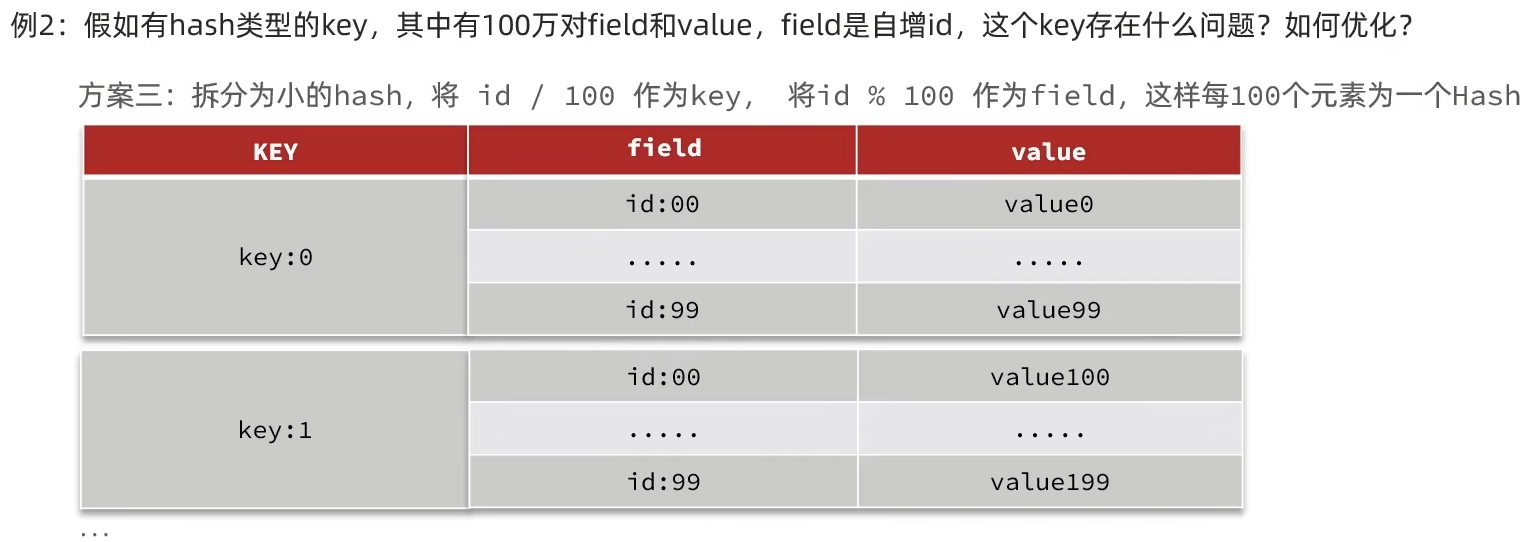 例2：假如有hash类型的key，其中有100万对field和value，field是自增id，这个key存在什么问题？如何优化？
方案三：拆分为小的hash，将 id / 100 作为key， 将id % 100 作为field，这样每100个元素为一个Hash
KEY field value
id:00 value0
key:0 ..... .....
id:99 value99
id:00 value100
key:1 ..... .....
id:99 value199
...